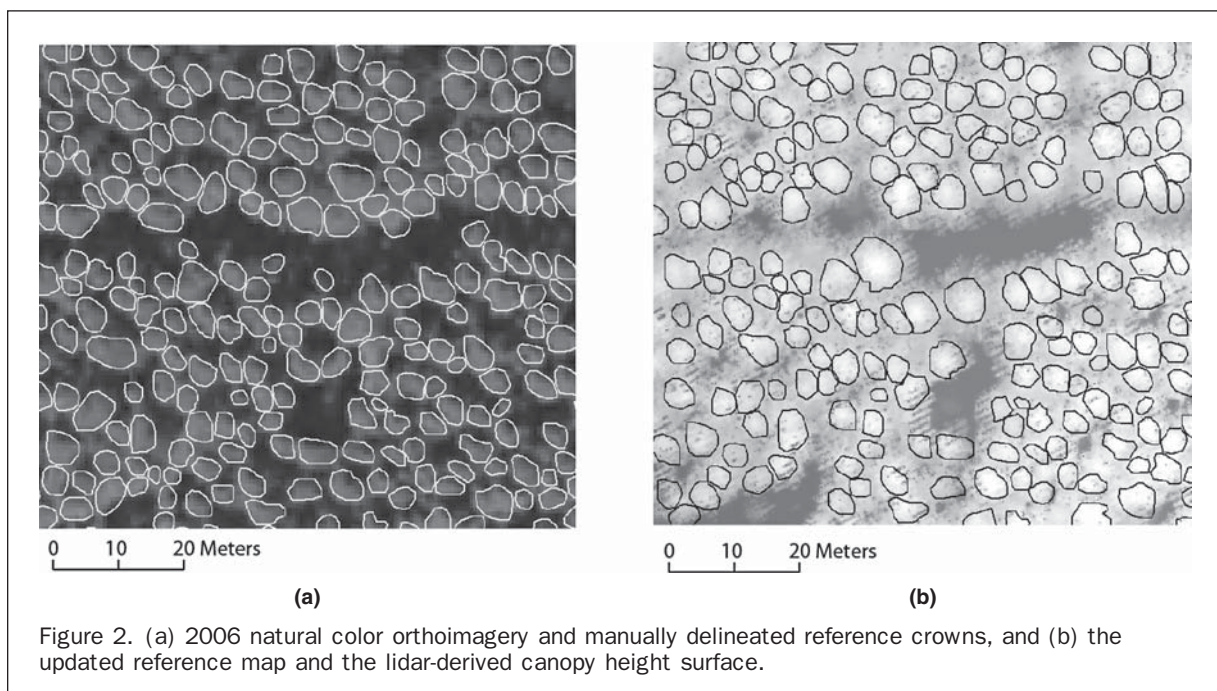 0 10 20 Meters
0 10 20 Meters
(a)
(b)
Figure 2. (a) 2006 natural color orthoimagery and manually delineated reference crowns, and (b) the
updated reference map and the lidar-derived canopy height surface.